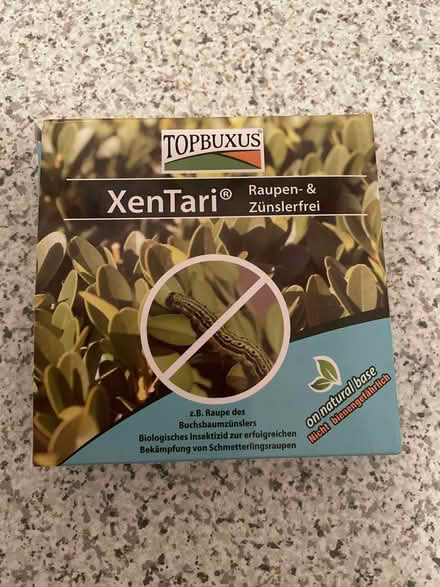 TOPBUXUS®
XenTari® Raupen- &
Zünslerfrei
z.B. Raupe des
Buchsbaumzünslers
Biologisches Insektizid zur erfolgreichen
Bekämpfung von Schmetterlingsraupen
on natural base
Nicht bienengefährlich